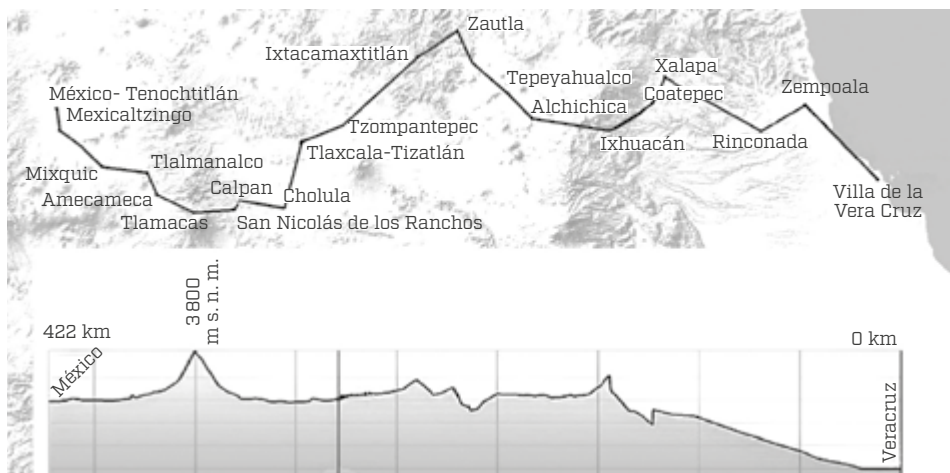 Zautla
Ixtacamaxtitlán
Xalapa
Tepeyahualco
Zempoala
México- Tenochtitlán
Coatepec
Alchichica
Mexicaltzingo
Tzompantepec
Ixhuacán
Rinconada
Tlaxcala-Tizatlán
Tlalmanalco
Mixquic
Calpan
Cholula
Villa de la
Vera Cruz
Amecameca
Tlamacas
San Nicolás de los Ranchos
3 800
m s. n. m.
422 km
0 km
México
Veracruz